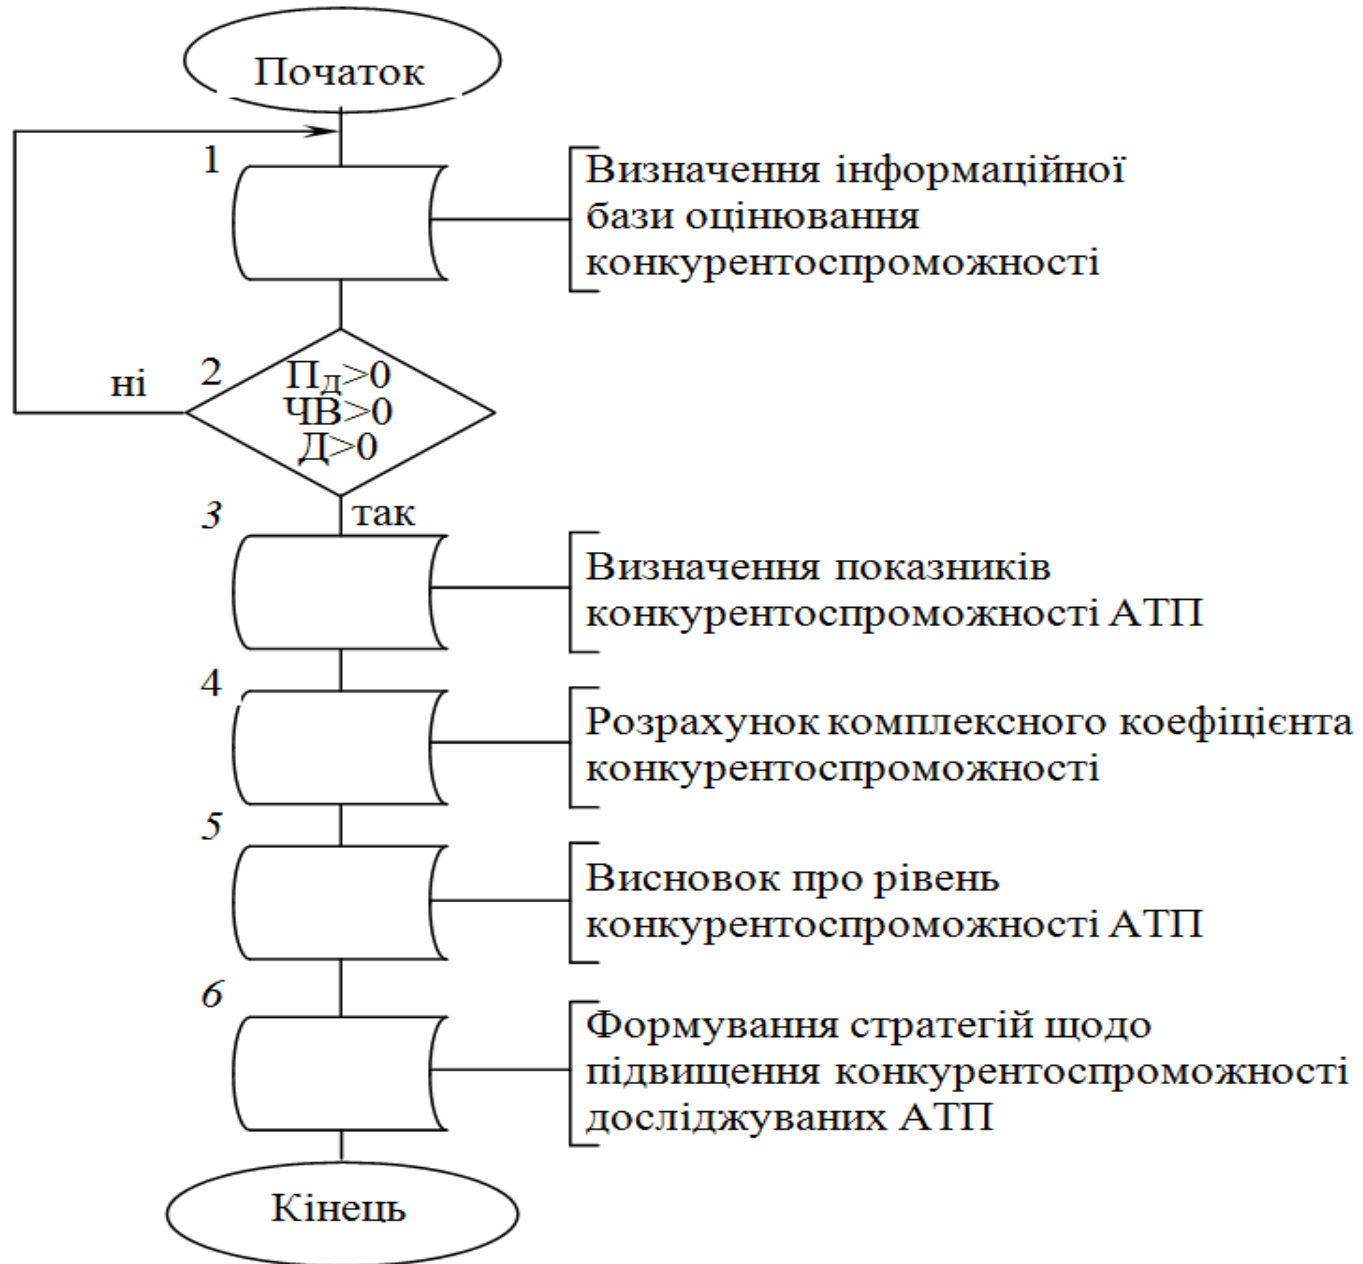 Початок
1
Визначення інформаційної
бази оцінювання
конкурентоспроможності
ні
2
Пд>0
ЧВ>0
Д>0
так
3
Визначення показників
конкурентоспроможності АТП
4
Розрахунок комплексного коефіцієнта
конкурентоспроможності
5
Висновок про рівень
конкурентоспроможності АТП
6
Формування стратегій щодо
підвищення конкурентоспроможності
досліджуваних АТП
Кінець